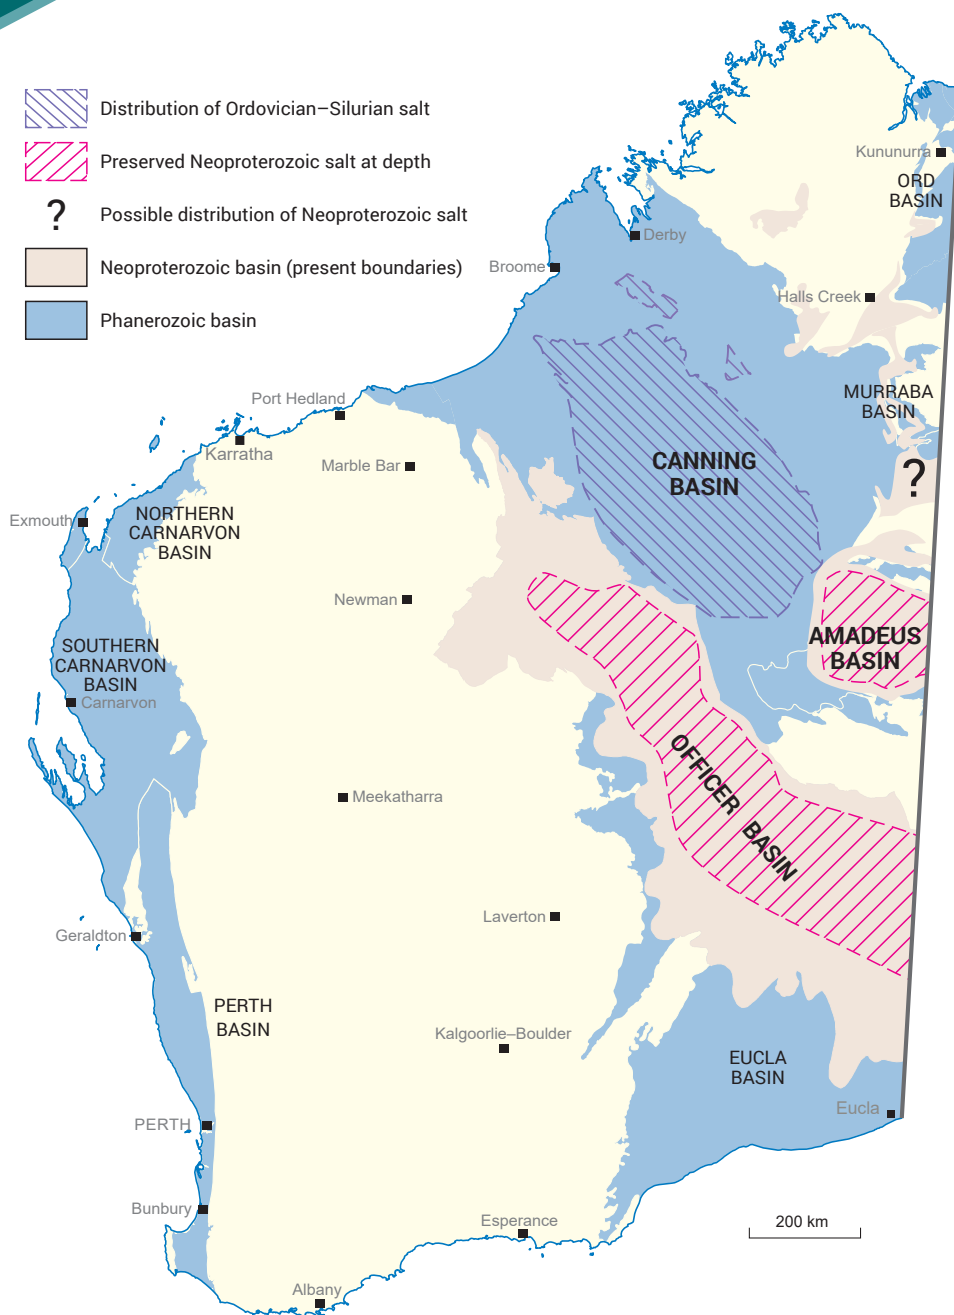 Distribution of Ordovician–Silurian salt
Preserved Neoproterozoic salt at depth
?
Possible distribution of Neoproterozoic salt
Neoproterozoic basin (present boundaries)
Phanerozoic basin
Kununurra
ORD
BASIN
Derby
Broome
Halls Creek
MURRABA
BASIN
Port Hedland
Karratha
Marble Bar
CANNING
BASIN
?
Exmouth
NORTHERN
CARNARVON
BASIN
Newman
AMADEUS
BASIN
SOUTHERN
CARNARVON
BASIN
Carnarvon
OFFICER BASIN
Meekatharra
Laverton
Geraldton
PERTH
BASIN
Kalgoorlie–Boulder
EUCLA
BASIN
Eucla
PERTH
Bunbury
Esperance
200 km
Albany